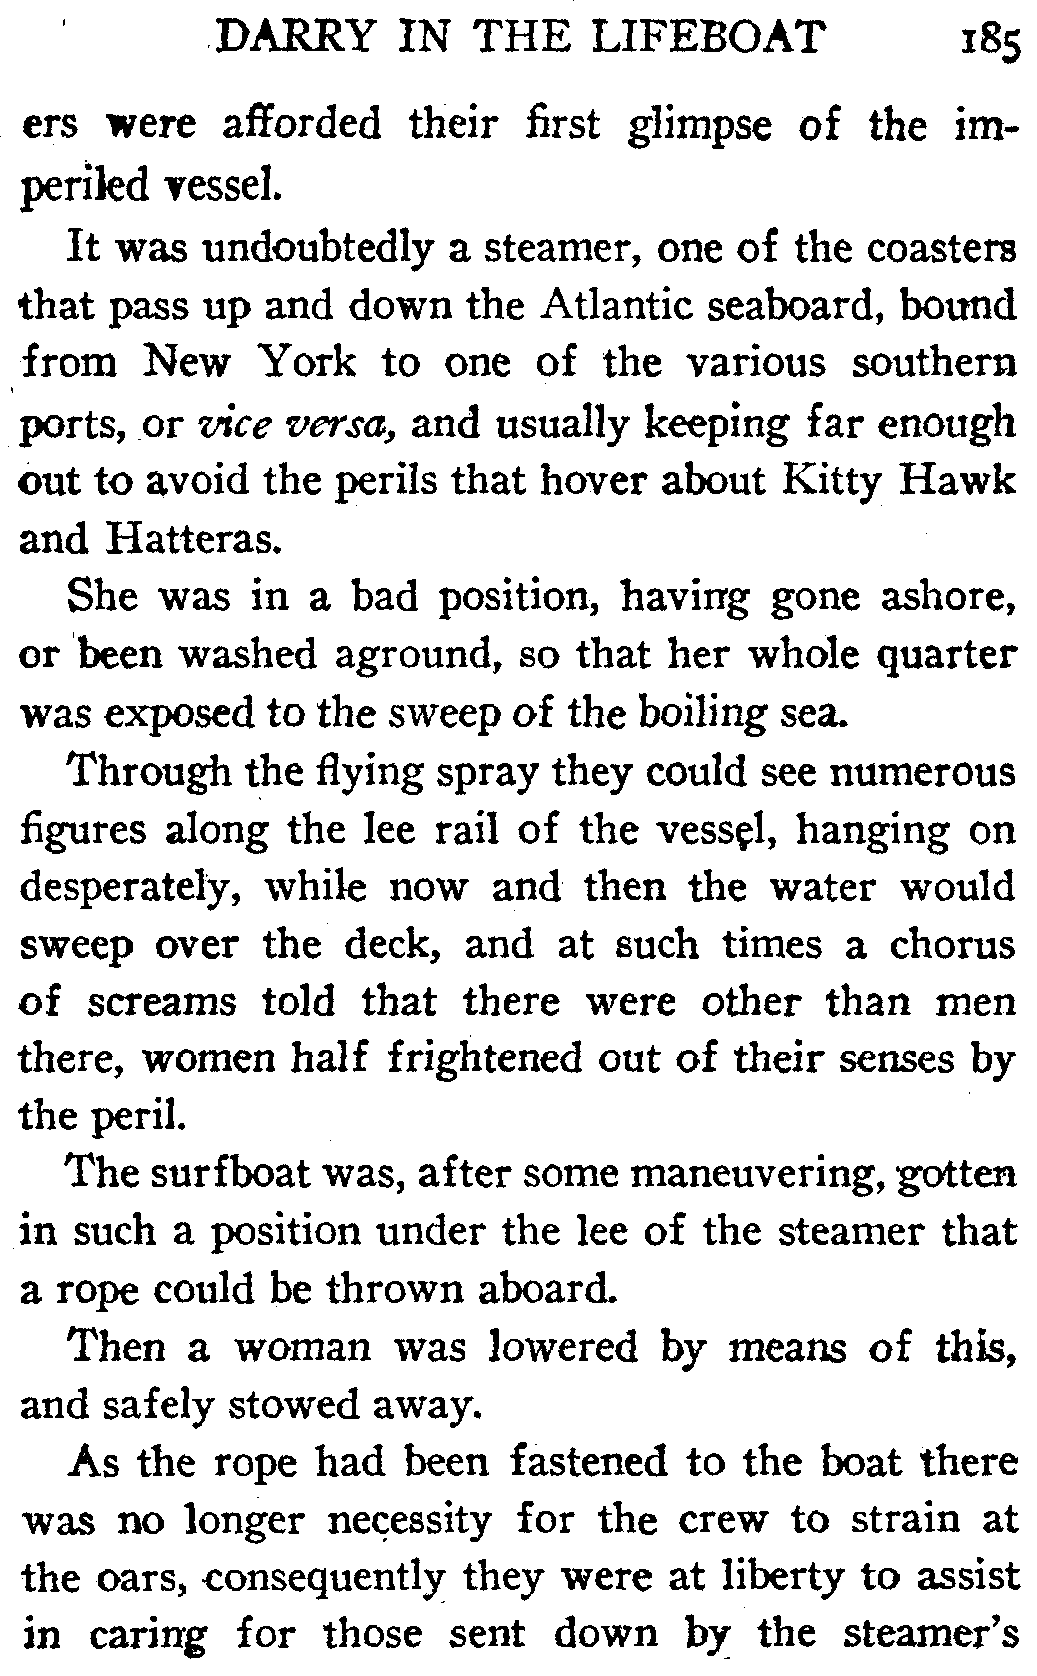 DARRY IN THE LIFEBOAT 185
ers were afforded their first glimpse of the im-
periled vessel.
It was undoubtedly a steamer, one of the coasters
that pass up and down the Atlantic seaboard, bound
from New York to one of the various southern
ports, or vice versa, and usually keeping far enough
out to avoid the perils that hover about Kitty Hawk
and Hatteras.
She was in a bad position, having gone ashore,
or been washed aground, so that her whole quarter
was exposed to the sweep of the boiling sea.
Through the flying spray they could see numerous
figures along the lee rail of the vessel, hanging on
desperately, while now and then the water would
sweep over the deck, and at such times a chorus
of screams told that there were other than men
there, women half frightened out of their senses by
the peril.
The surfboat was, after some maneuvering, gotten
in such a position under the lee of the steamer that
a rope could be thrown aboard.
Then a woman was lowered by means of this,
and safely stowed away.
As the rope had been fastened to the boat there
was no longer necessity for the crew to strain at
the oars, consequently they were at liberty to assist
in caring for those sent down by the steamer's